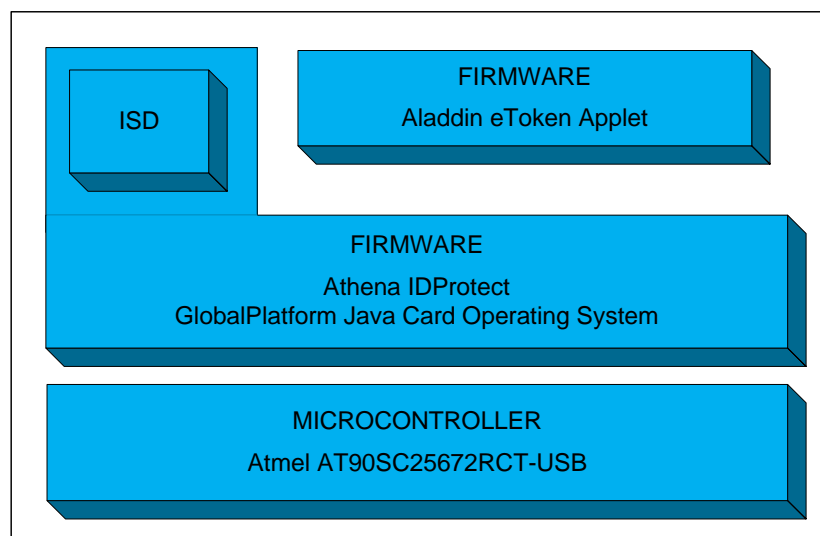 ISD
FIRMWARE
Aladdin eToken Applet
FIRMWARE
Athena IDProtect
GlobalPlatform Java Card Operating System
MICROCONTROLLER
Atmel AT90SC25672RCT-USB